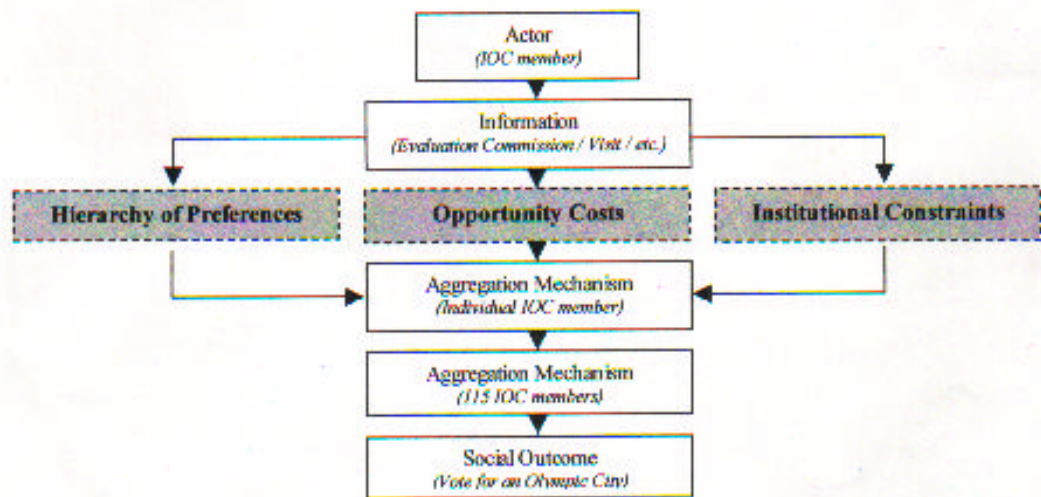 Actor
(IOC member)
Information
(Evaluation Commission / Visit / etc.)
Hierarchy of Preferences
Opportunity Costs
Institutional Constraints
Aggregation Mechanism
(Individual IOC member)
Aggregation Mechanism
(115 IOC members)
Social Outcome
(Vote for an Olympic City)